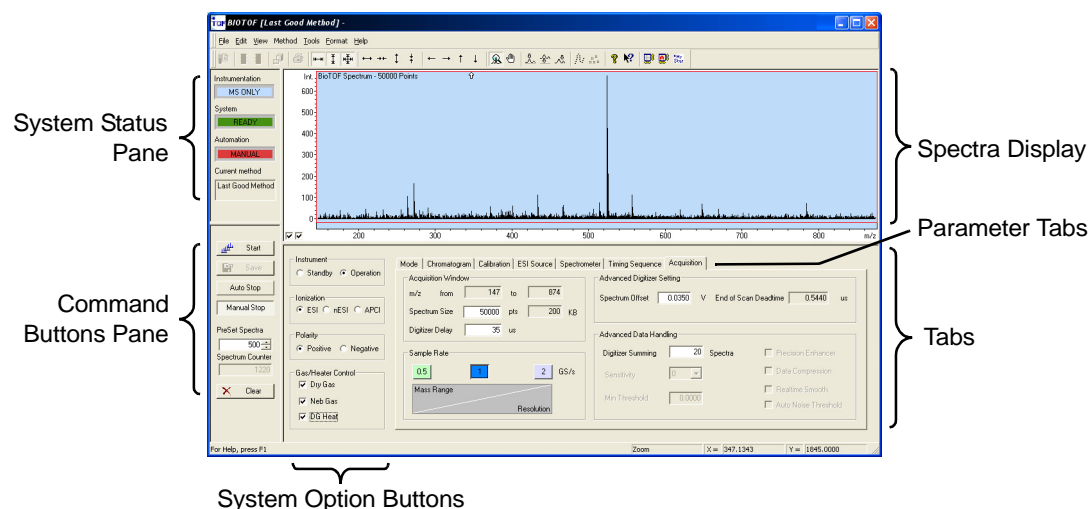 BIOTOF [Last Good Method] -
File Edit View Method Tools Format Help
System Status
Pane
Instrumentation
MS ONLY
System
READY
Automation
MANUAL
Current method
Last Good Method
Int.
BioTOF Spectrum - 50000 Points
600
500
400
300
200
100
0
200 300 400 500 600 700 800 m/z
Spectra Display
Parameter Tabs
Command
Buttons Pane
Start
Save
Auto Stop
Manual Stop
PreSet Spectra
500
Spectrum Counter
1220
Clear
Instrument
Standby Operation
Ionization
ESI nESI APCI
Polarity
Positive Negative
Gas/Heater Control
Dry Gas
Neb Gas
DG Heat
Mode Chromatogram Calibration ESI Source Spectrometer Timing Sequence Acquisition
Acquisition Window
m/z from 147 to 874
Spectrum Size 50000 pts 200 KB
Digitizer Delay 35 us
Sample Rate
0.5 1 2 GS/s
Mass Range
Resolution
Advanced Digitizer Setting
Spectrum Offset 0.0350 V End of Scan Deadtime 0.5440 us
Advanced Data Handling
Digitizer Summing 20 Spectra
Sensitivity 0
Min Threshold 0.0000
Precision Enhancer
Data Compression
Realtime Smooth
Auto Noise Threshold
Tabs
For Help, press F1
Zoom X = 347.1343 Y = 1845.0000
System Option Buttons